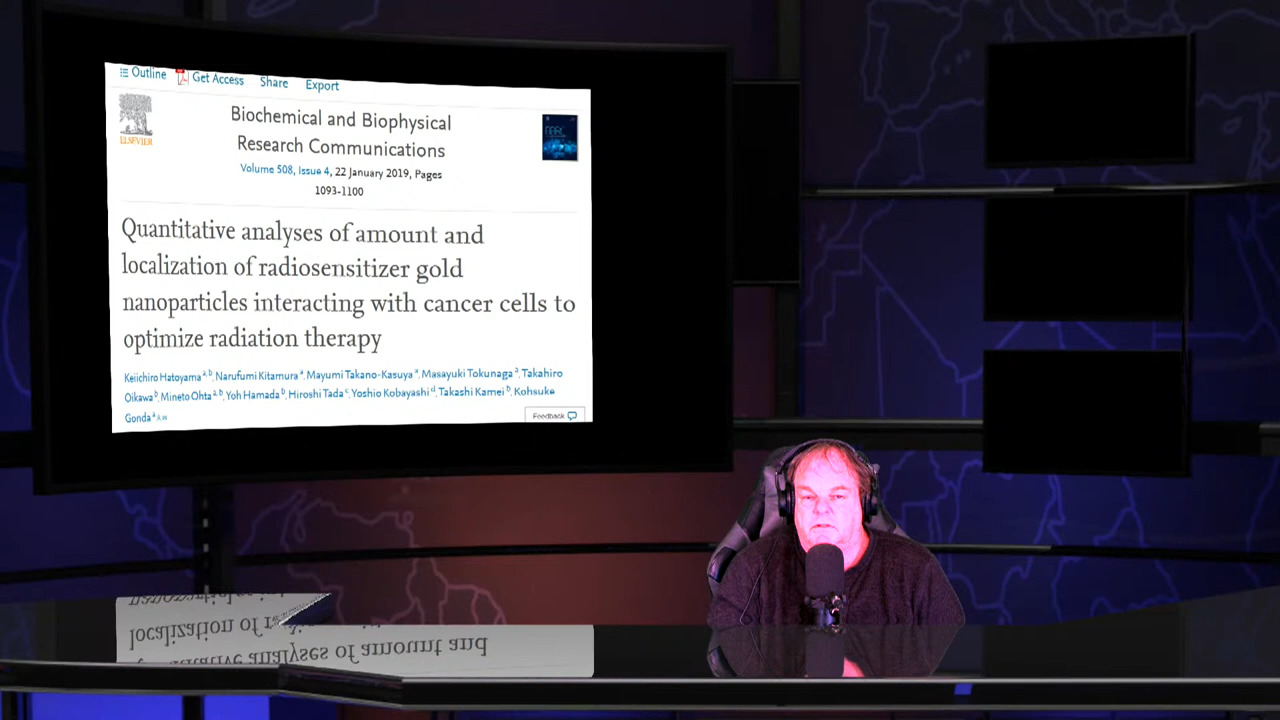 Outline Get Access Share Export
ELSEVIER
Biochemical and Biophysical
Research Communications
Volume 508, Issue 4, 22 January 2019, Pages
1093-1100
Quantitative analyses of amount and
localization of radiosensitizer gold
nanoparticles interacting with cancer cells to
optimize radiation therapy
Keiichiro Hatoyama a, b, Narufumi Kitamura a, Mayumi Takano-Kasuya a, Masayuki Tokunaga a, Takahiro
Oikawa b, Mineto Ohta a, b, Yoh Hamada b, Hiroshi Tada c, Yoshio Kobayashi d, Takashi Kamei b, Kohsuke
Gonda a
Feedback